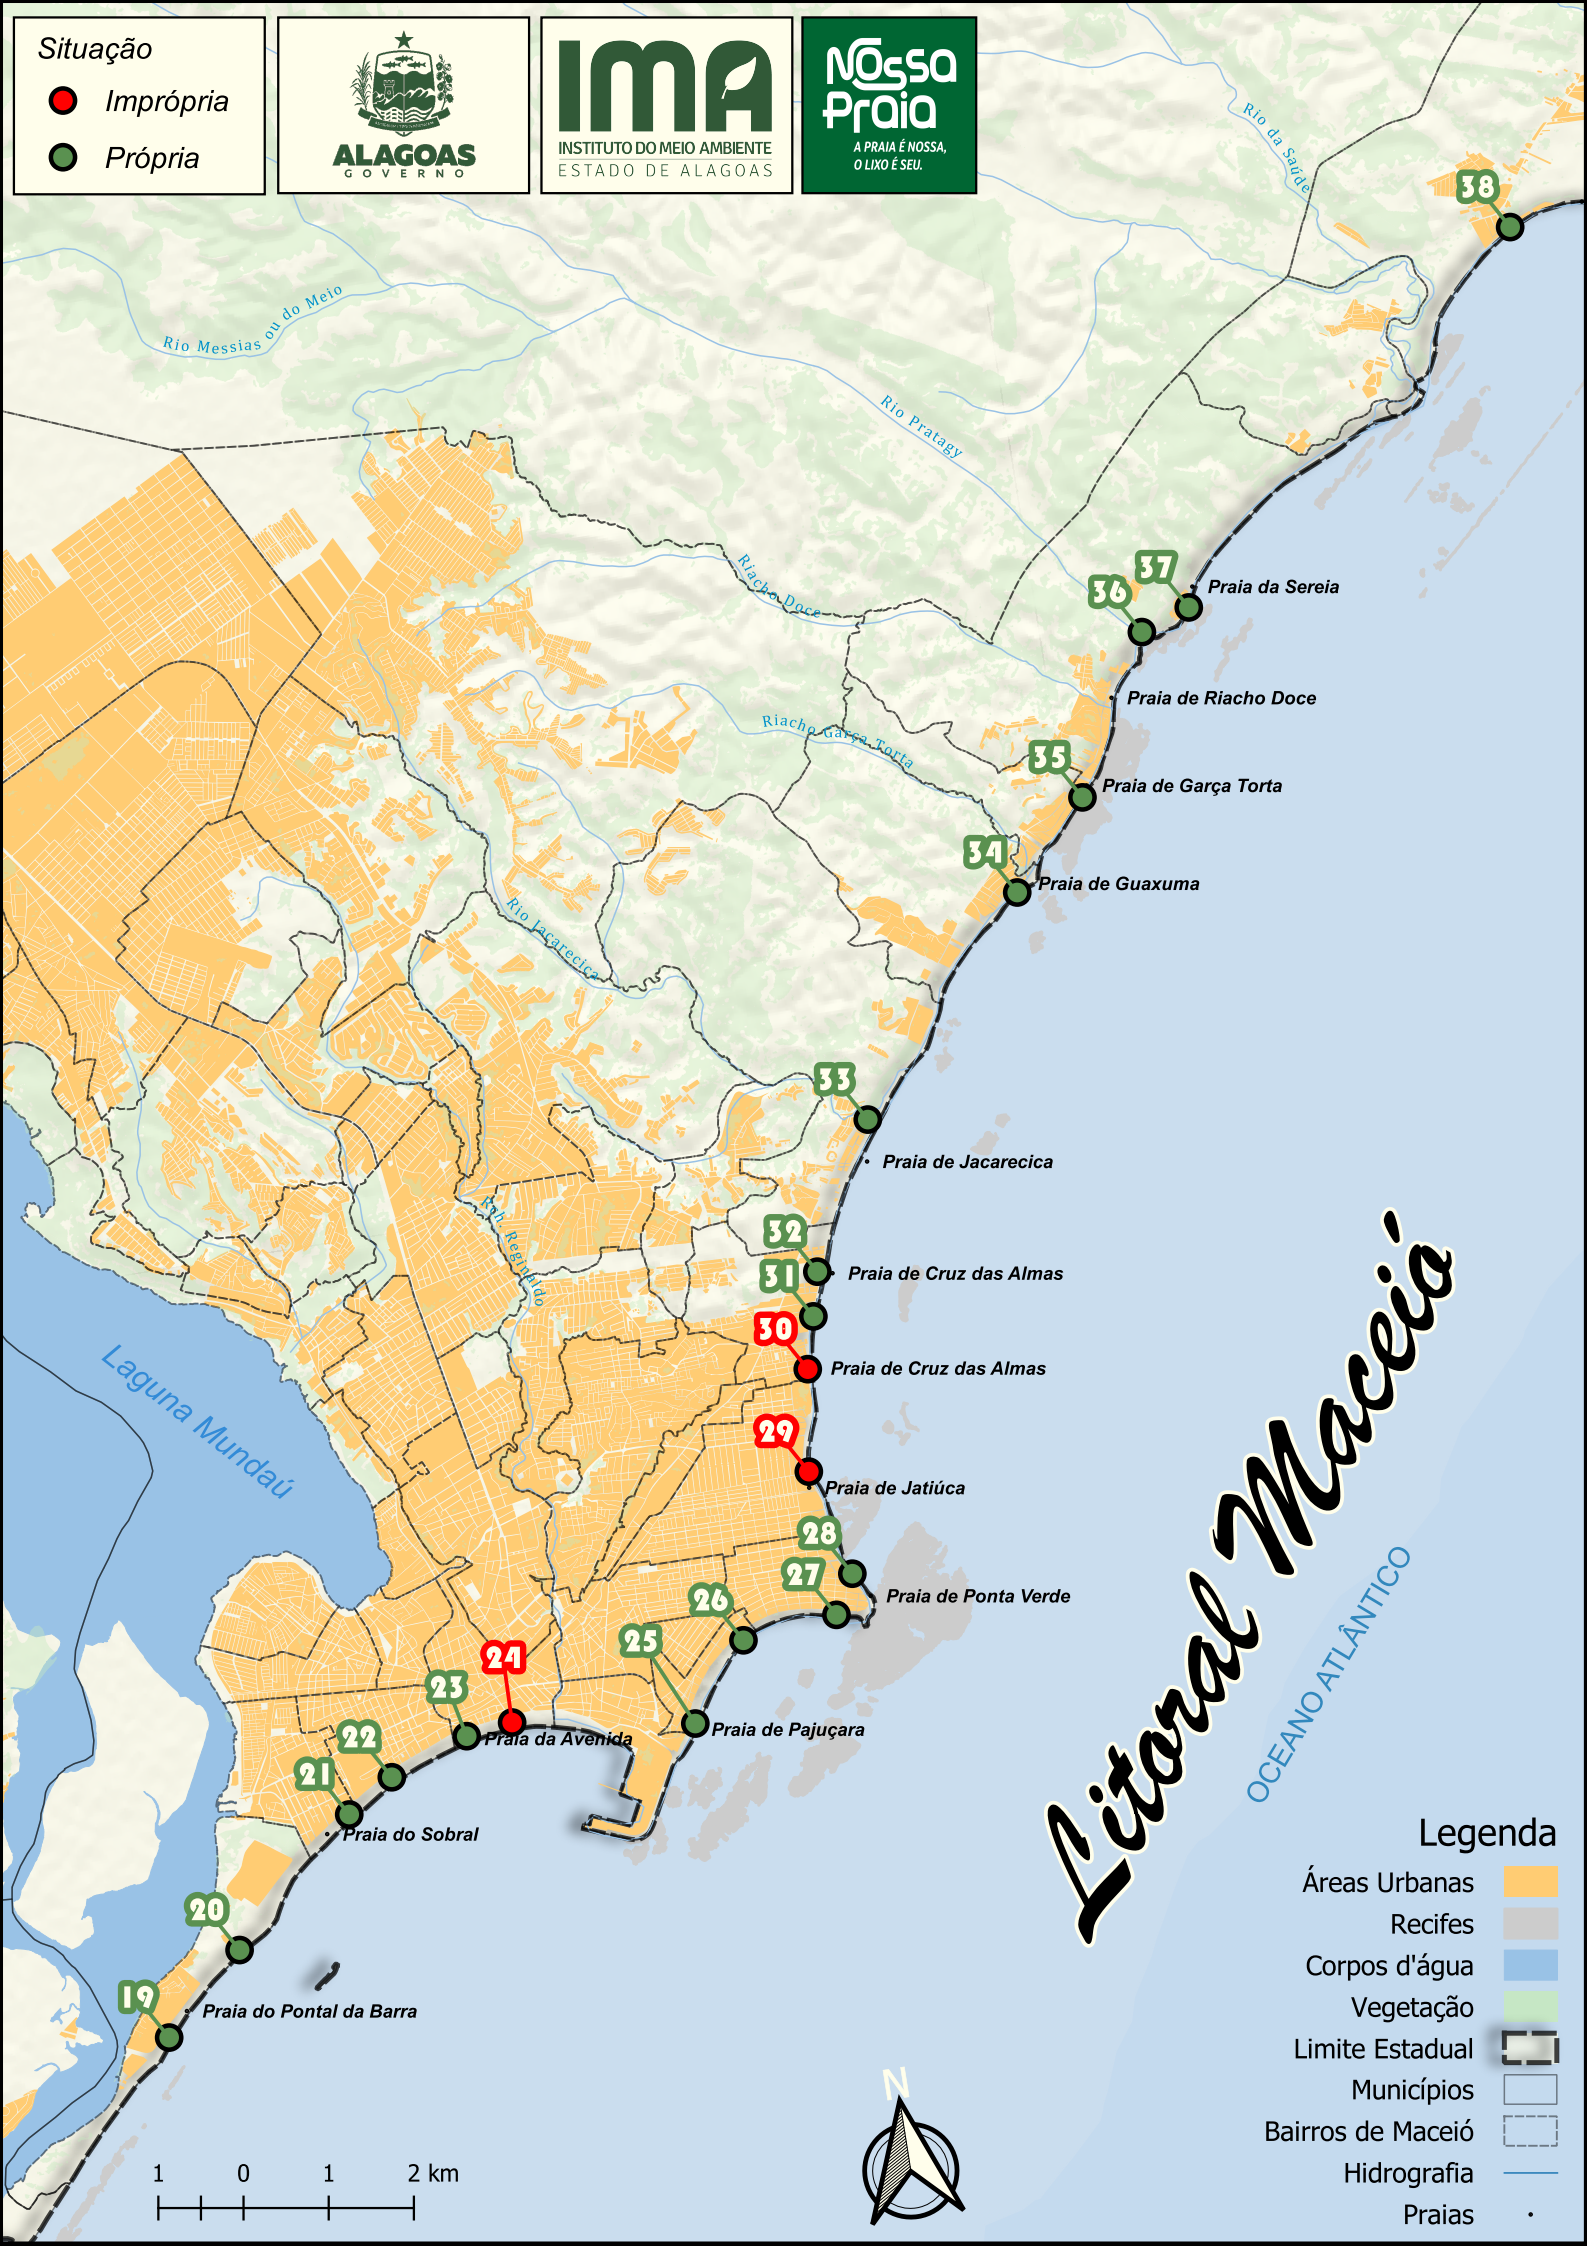 Situação
Imprópria
Própria
ALAGOAS
GOVERNO
IMA
INSTITUTO DO MEIO AMBIENTE
ESTADO DE ALAGOAS
Nossa
Praia
A PRAIA É NOSSA,
O LIXO É SEU.
Rio da Saúde
38
Rio Messias ou do Meio
Rio Pratagy
Riacho Doce
37
36
Praia da Sereia
Praia de Riacho Doce
Riacho Garça Torta
35
Praia de Garça Torta
34
Praia de Guaxuma
Rio Jacarecica
33
Praia de Jacarecica
Rch. Reginaldo
32
31
Praia de Cruz das Almas
30
Praia de Cruz das Almas
Laguna Mundaú
29
Praia de Jatiúca
28
27
Praia de Ponta Verde
26
25
24
23
Praia de Pajuçara
Praia da Avenida
22
21
Praia do Sobral
20
19
Praia do Pontal da Barra
Litoral Maceió
OCEANO ATLÂNTICO
Legenda
Áreas Urbanas
Recifes
Corpos d'água
Vegetação
Limite Estadual
Municípios
Bairros de Maceió
Hidrografia
Praias
N
1 0 1 2 km